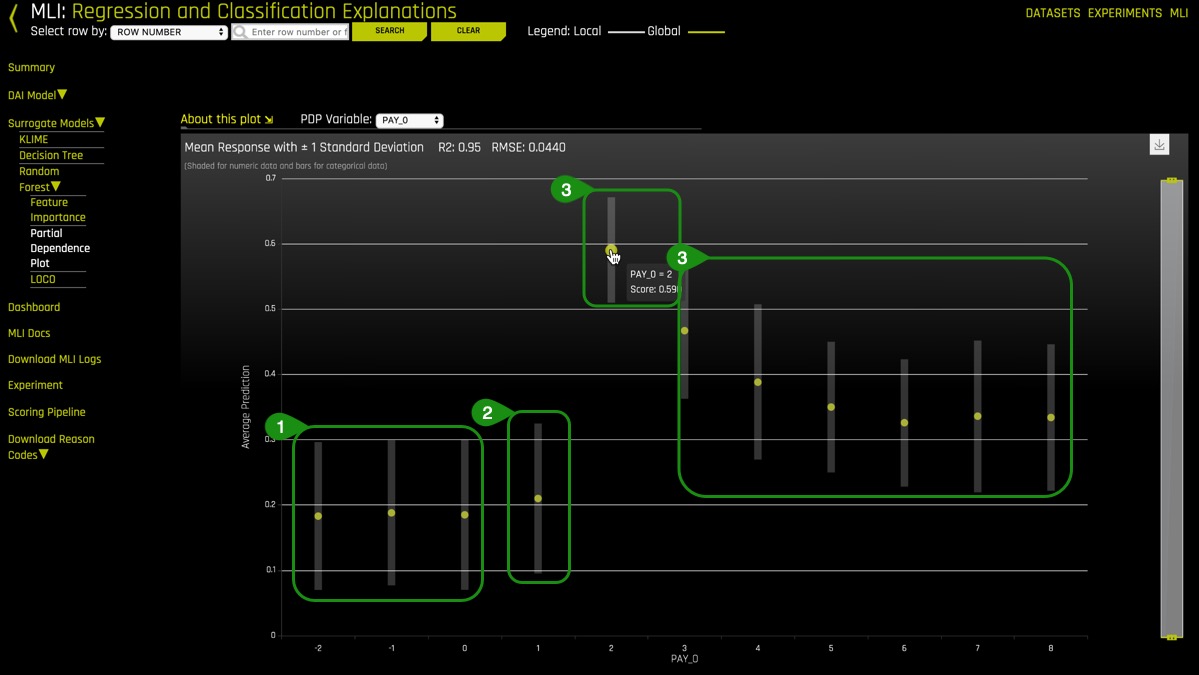 MLI: Regression and Classification Explanations
DATASETS EXPERIMENTS MLI
Select row by: ROW NUMBER Enter row number or f SEARCH CLEAR Legend: Local Global
Summary
DAI Model
Surrogate Models
KLIME
Decision Tree
Random
Forest
Feature
Importance
Partial
Dependence
Plot
LOCO
Dashboard
MLI Docs
Download MLI Logs
Experiment
Scoring Pipeline
Download Reason
Codes
About this plot PDP Variable: PAY_0
Mean Response with ± 1 Standard Deviation R2: 0.95 RMSE: 0.0440
(Shaded for numeric data and bars for categorical data)
0.7
0.6
0.5
0.4
0.3
0.2
0.1
0
Average Prediction
3
3
PAY_0 = 2
Score: 0.590
2
1
-2 -1 0 1 2 3 4 5 6 7 8
PAY_0